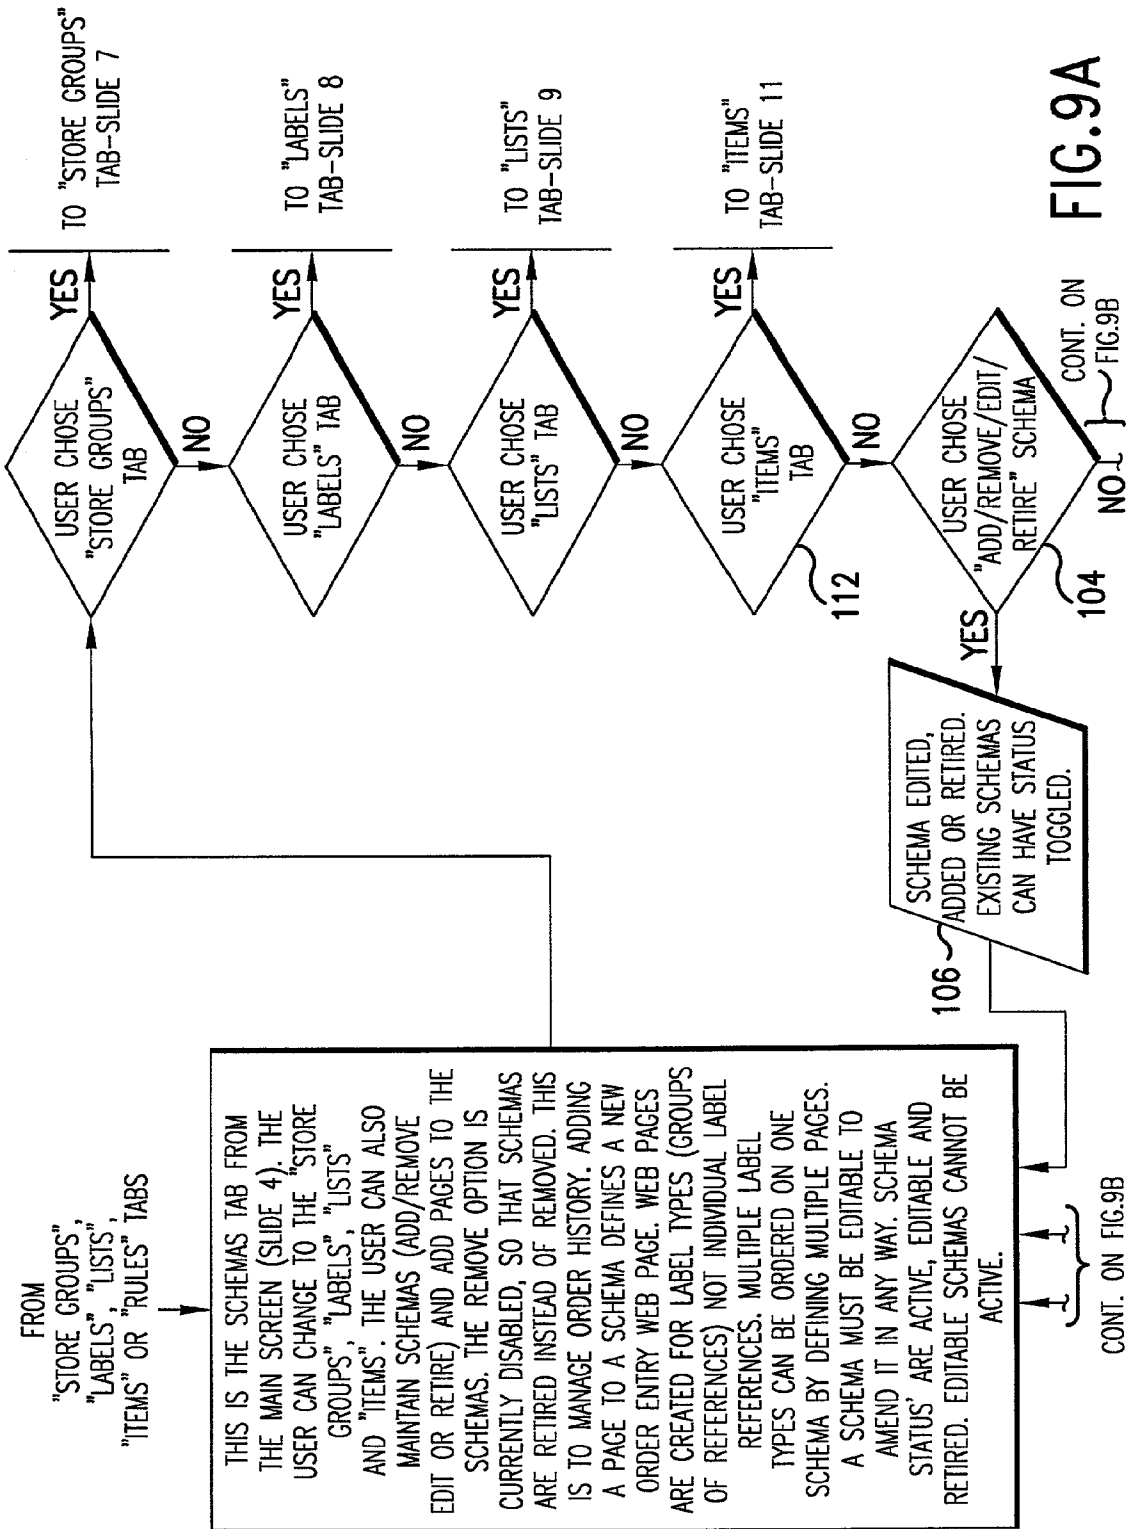 FROM
"STORE GROUPS",
"LABELS", "LISTS",
"ITEMS" OR "RULES" TABS
THIS IS THE SCHEMAS TAB FROM
THE MAIN SCREEN (SLIDE 4). THE
USER CAN CHANGE TO THE "STORE
GROUPS", "LABELS", "LISTS"
AND "ITEMS". THE USER CAN ALSO
MAINTAIN SCHEMAS (ADD/REMOVE
EDIT OR RETIRE) AND ADD PAGES TO THE
SCHEMAS. THE REMOVE OPTION IS
CURRENTLY DISABLED, SO THAT SCHEMAS
ARE RETIRED INSTEAD OF REMOVED. THIS
IS TO MANAGE ORDER HISTORY. ADDING
A PAGE TO A SCHEMA DEFINES A NEW
ORDER ENTRY WEB PAGE. WEB PAGES
ARE CREATED FOR LABEL TYPES (GROUPS
OF REFERENCES) NOT INDIVIDUAL LABEL
REFERENCES. MULTIPLE LABEL
TYPES CAN BE ORDERED ON ONE
SCHEMA BY DEFINING MULTIPLE PAGES.
A SCHEMA MUST BE EDITABLE TO
AMEND IT IN ANY WAY. SCHEMA
STATUS' ARE ACTIVE, EDITABLE AND
RETIRED. EDITABLE SCHEMAS CANNOT BE
ACTIVE.
CONT. ON FIG.9B
USER CHOSE
"STORE GROUPS"
TAB
YES
TO "STORE GROUPS"
TAB-SLIDE 7
NO
USER CHOSE
"LABELS" TAB
YES
TO "LABELS"
TAB-SLIDE 8
NO
USER CHOSE
"LISTS" TAB
YES
TO "LISTS"
TAB-SLIDE 9
NO
USER CHOSE
"ITEMS"
TAB
112
YES
TO "ITEMS"
TAB-SLIDE 11
NO
USER CHOSE
"ADD/REMOVE/EDIT/
RETIRE" SCHEMA
104
YES
NO
CONT. ON
FIG.9B
SCHEMA EDITED,
ADDED OR RETIRED.
EXISTING SCHEMAS
CAN HAVE STATUS
TOGGLED.
106
FIG.9A